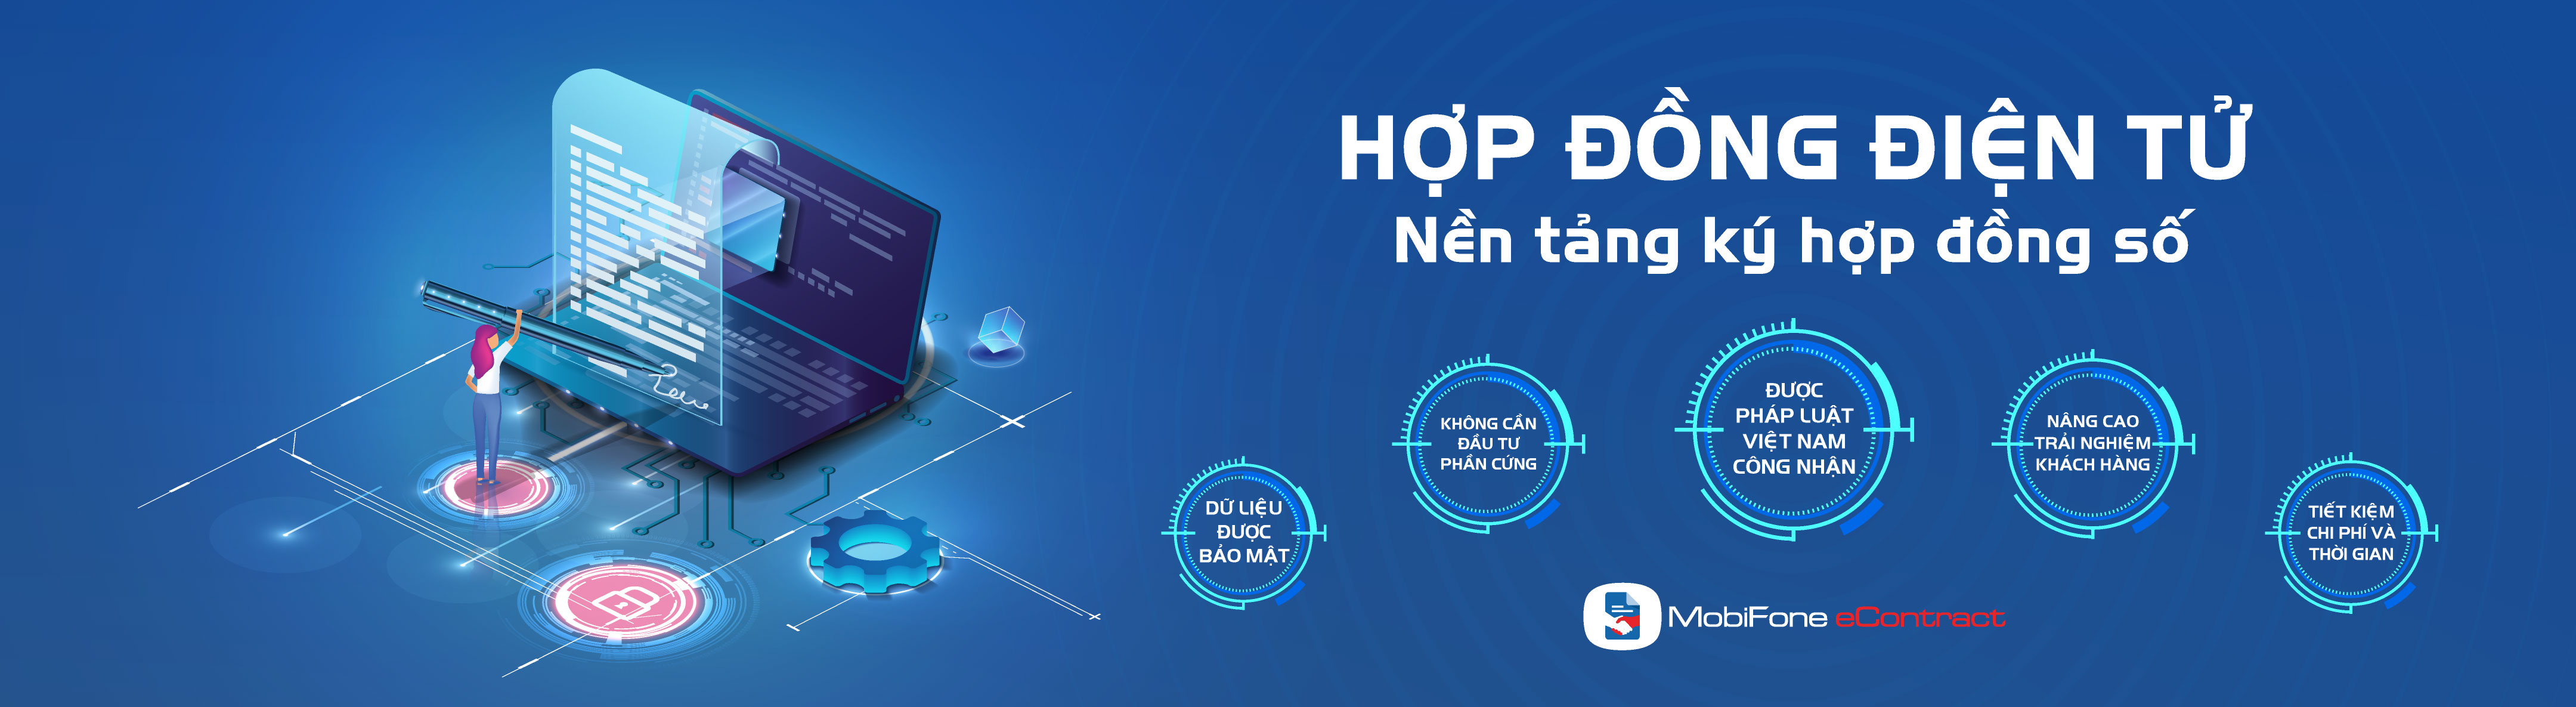 HỢP ĐỒNG ĐIỆN TỬ
Nền tảng ký hợp đồng số
DỮ LIỆU
ĐƯỢC
BẢO MẬT
KHÔNG CẦN
ĐẦU TƯ
PHẦN CỨNG
ĐƯỢC
PHÁP LUẬT
VIỆT NAM
CÔNG NHẬN
NÂNG CAO
TRẢI NGHIỆM
KHÁCH HÀNG
TIẾT KIỆM
CHI PHÍ VÀ
THỜI GIAN
MobiFone eContract